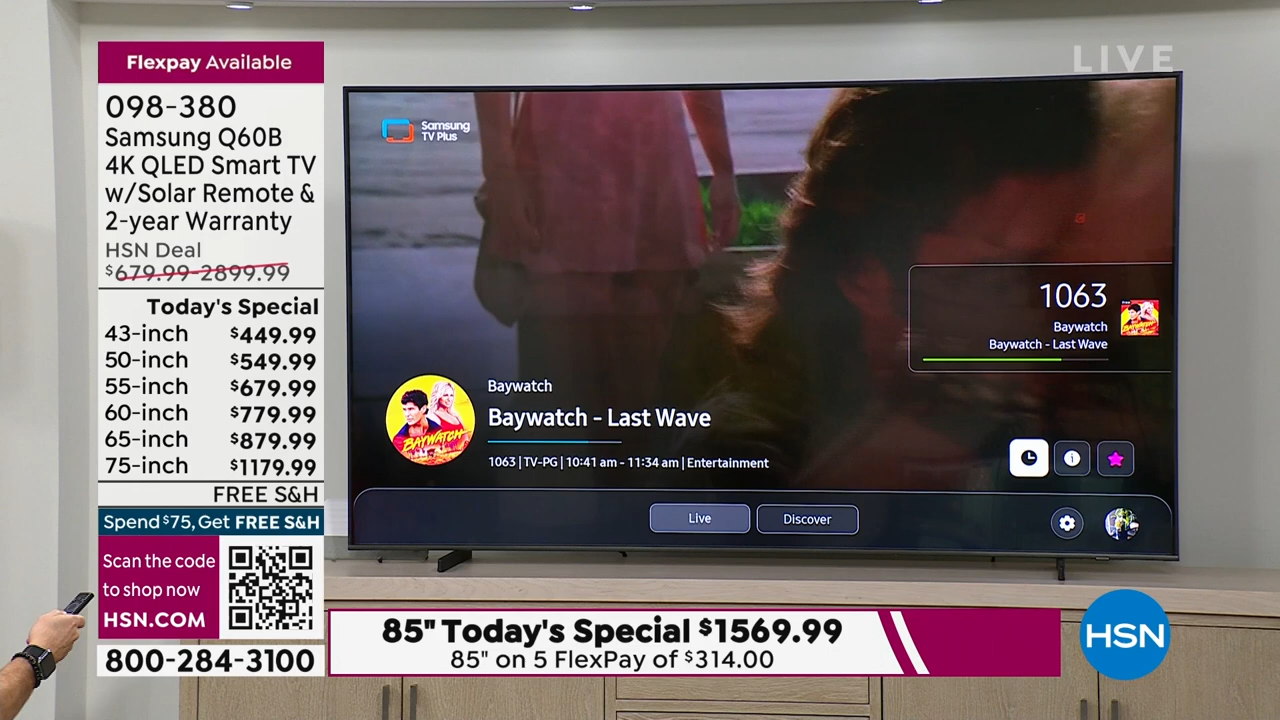 Flexpay Available
098-380
Samsung Q60B
4K QLED Smart TV
w/Solar Remote &
2-year Warranty
HSN Deal
$679.99-2899.99
Today's Special
43-inch $449.99
50-inch $549.99
55-inch $679.99
60-inch $779.99
65-inch $879.99
75-inch $1179.99
FREE S&H
Spend $75, Get FREE S&H
Scan the code
to shop now
HSN.COM
800-284-3100
LIVE
Samsung
TV Plus
1063
Baywatch
Baywatch - Last Wave
BAYWATCH
Baywatch
Baywatch - Last Wave
1063 | TV-PG | 10:41 am - 11:34 am | Entertainment
Live
Discover
85" Today's Special $1569.99
85" on 5 FlexPay of $314.00
HSN